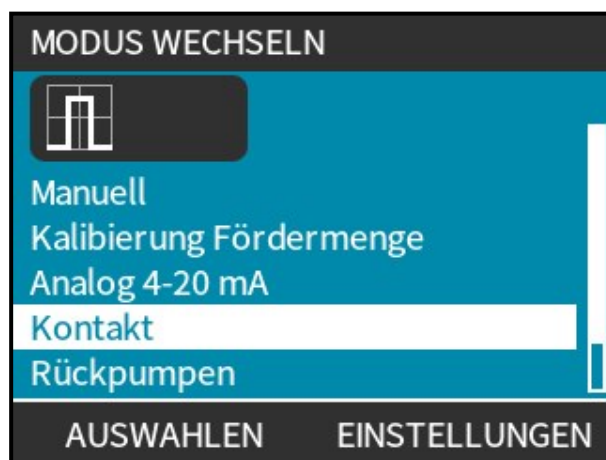 MODUS WECHSELN
Manuell
Kalibierung Fördermenge
Analog 4-20 mA
Kontakt
Rückpumpen
AUSWAHLEN EINSTELLUNGEN